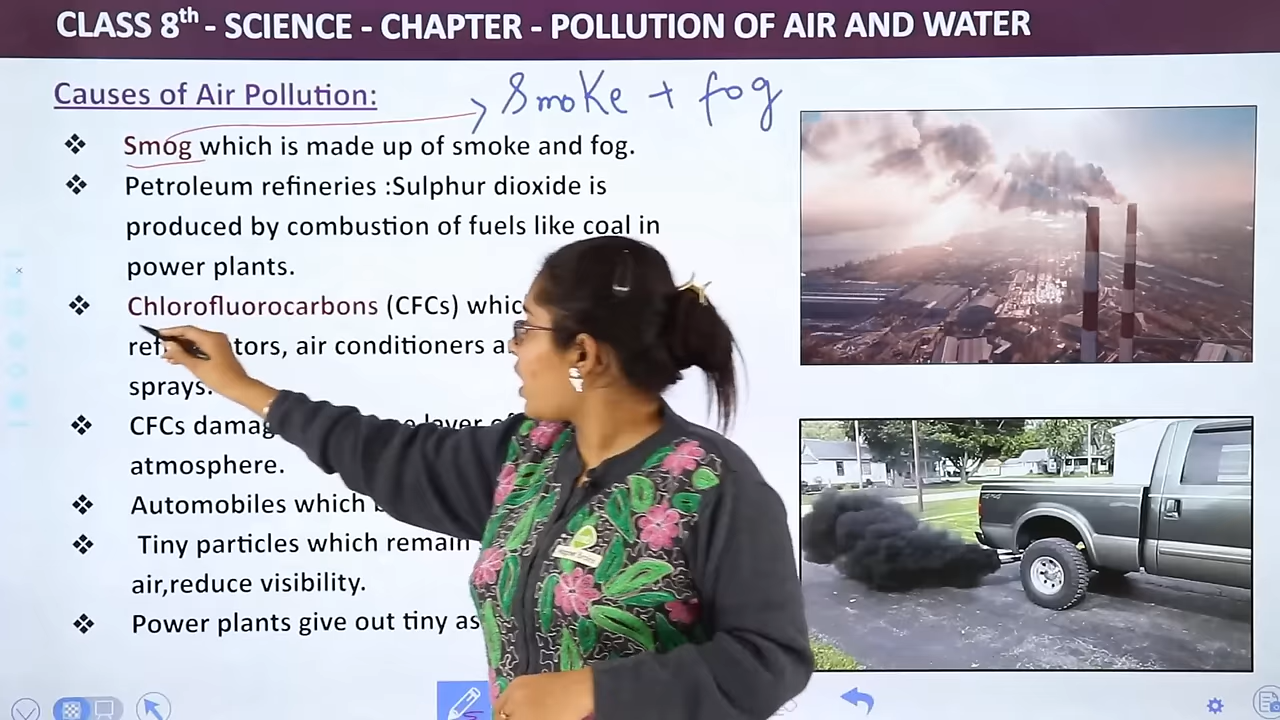 CLASS 8th - SCIENCE - CHAPTER - POLLUTION OF AIR AND WATER
Causes of Air Pollution:
Smoke + fog
Smog which is made up of smoke and fog.
Petroleum refineries :Sulphur dioxide is
produced by combustion of fuels like coal in
power plants.
Chlorofluorocarbons (CFCs)
air conditioners
sprays.
CFCs layer
atmosphere.
Automobiles which
Tiny particles which remain
air,reduce visibility.
Power plants give out tiny